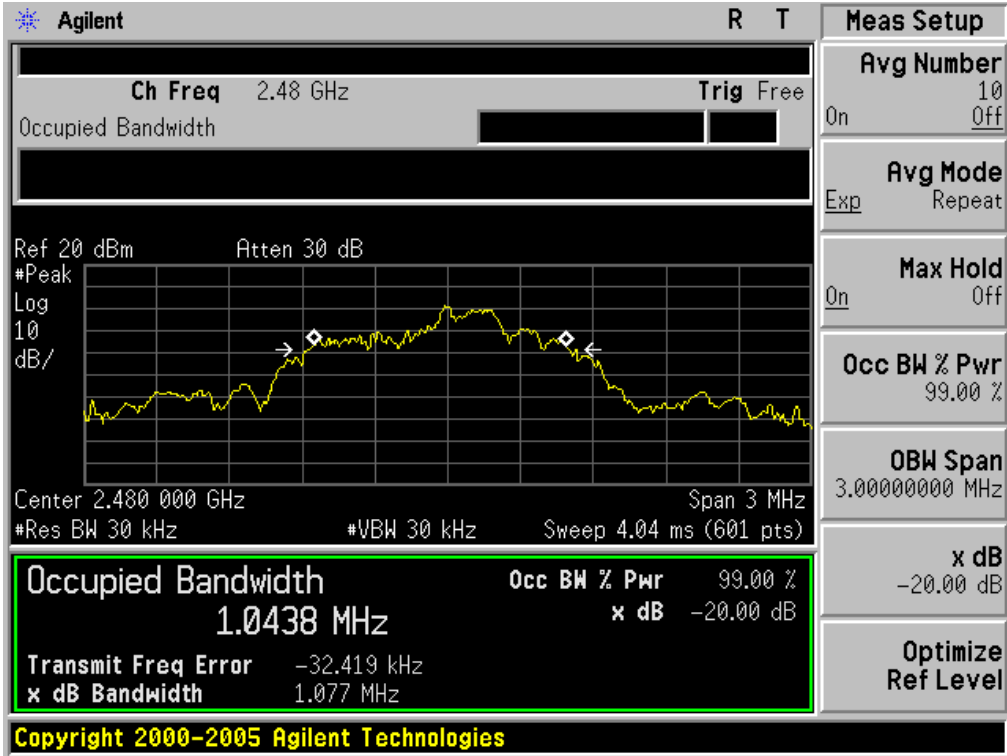 Agilent R T
Ch Freq 2.48 GHz Trig Free
Occupied Bandwidth
Ref 20 dBm Atten 30 dB
#Peak
Log
10
dB/
Center 2.480 000 GHz Span 3 MHz
#Res BW 30 kHz #VBW 30 kHz Sweep 4.04 ms (601 pts)
Occupied Bandwidth Occ BW % Pwr 99.00 %
1.0438 MHz x dB -20.00 dB
Transmit Freq Error -32.419 kHz
x dB Bandwidth 1.077 MHz
Copyright 2000-2005 Agilent Technologies
Meas Setup
Avg Number
10
On Off
Avg Mode
Exp Repeat
Max Hold
On Off
Occ BW % Pwr
99.00 %
OBW Span
3.00000000 MHz
x dB
-20.00 dB
Optimize
Ref Level